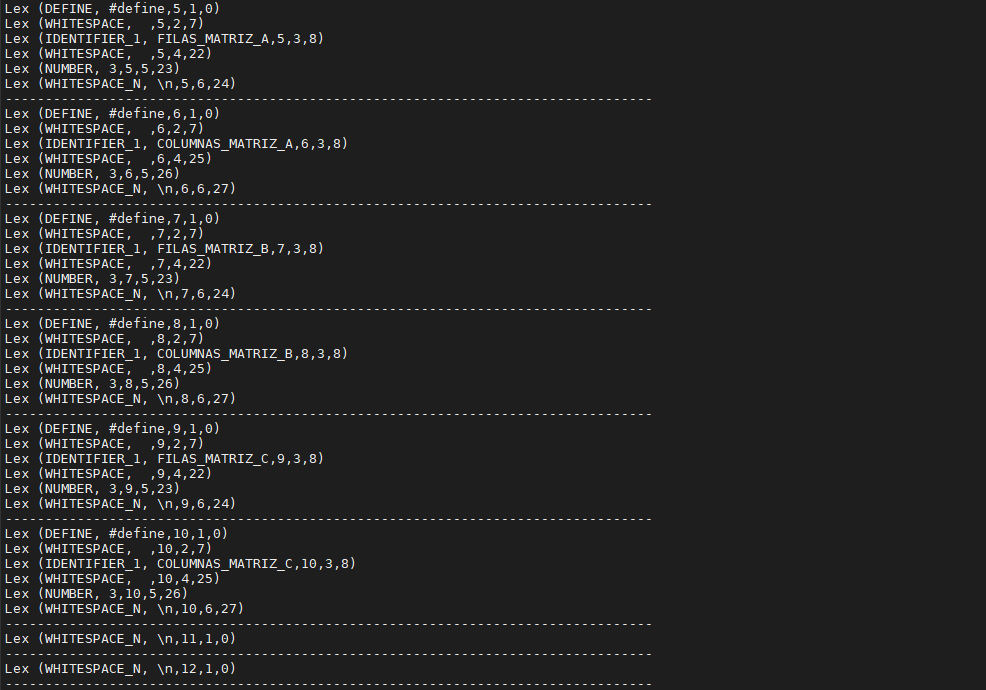 Lex (DEFINE, #define,5,1,0)
Lex (WHITESPACE,  ,5,2,7)
Lex (IDENTIFIER_1, FILAS_MATRIZ_A,5,3,8)
Lex (WHITESPACE,  ,5,4,22)
Lex (NUMBER, 3,5,5,23)
Lex (WHITESPACE_N, \n,5,6,24)
---------------------------------------------------------------------------------
Lex (DEFINE, #define,6,1,0)
Lex (WHITESPACE,  ,6,2,7)
Lex (IDENTIFIER_1, COLUMNAS_MATRIZ_A,6,3,8)
Lex (WHITESPACE,  ,6,4,25)
Lex (NUMBER, 3,6,5,26)
Lex (WHITESPACE_N, \n,6,6,27)
---------------------------------------------------------------------------------
Lex (DEFINE, #define,7,1,0)
Lex (WHITESPACE,  ,7,2,7)
Lex (IDENTIFIER_1, FILAS_MATRIZ_B,7,3,8)
Lex (WHITESPACE,  ,7,4,22)
Lex (NUMBER, 3,7,5,23)
Lex (WHITESPACE_N, \n,7,6,24)
---------------------------------------------------------------------------------
Lex (DEFINE, #define,8,1,0)
Lex (WHITESPACE,  ,8,2,7)
Lex (IDENTIFIER_1, COLUMNAS_MATRIZ_B,8,3,8)
Lex (WHITESPACE,  ,8,4,25)
Lex (NUMBER, 3,8,5,26)
Lex (WHITESPACE_N, \n,8,6,27)
---------------------------------------------------------------------------------
Lex (DEFINE, #define,9,1,0)
Lex (WHITESPACE,  ,9,2,7)
Lex (IDENTIFIER_1, FILAS_MATRIZ_C,9,3,8)
Lex (WHITESPACE,  ,9,4,22)
Lex (NUMBER, 3,9,5,23)
Lex (WHITESPACE_N, \n,9,6,24)
---------------------------------------------------------------------------------
Lex (DEFINE, #define,10,1,0)
Lex (WHITESPACE,  ,10,2,7)
Lex (IDENTIFIER_1, COLUMNAS_MATRIZ_C,10,3,8)
Lex (WHITESPACE,  ,10,4,25)
Lex (NUMBER, 3,10,5,26)
Lex (WHITESPACE_N, \n,10,6,27)
---------------------------------------------------------------------------------
Lex (WHITESPACE_N, \n,11,1,0)
---------------------------------------------------------------------------------
Lex (WHITESPACE_N, \n,12,1,0)
---------------------------------------------------------------------------------